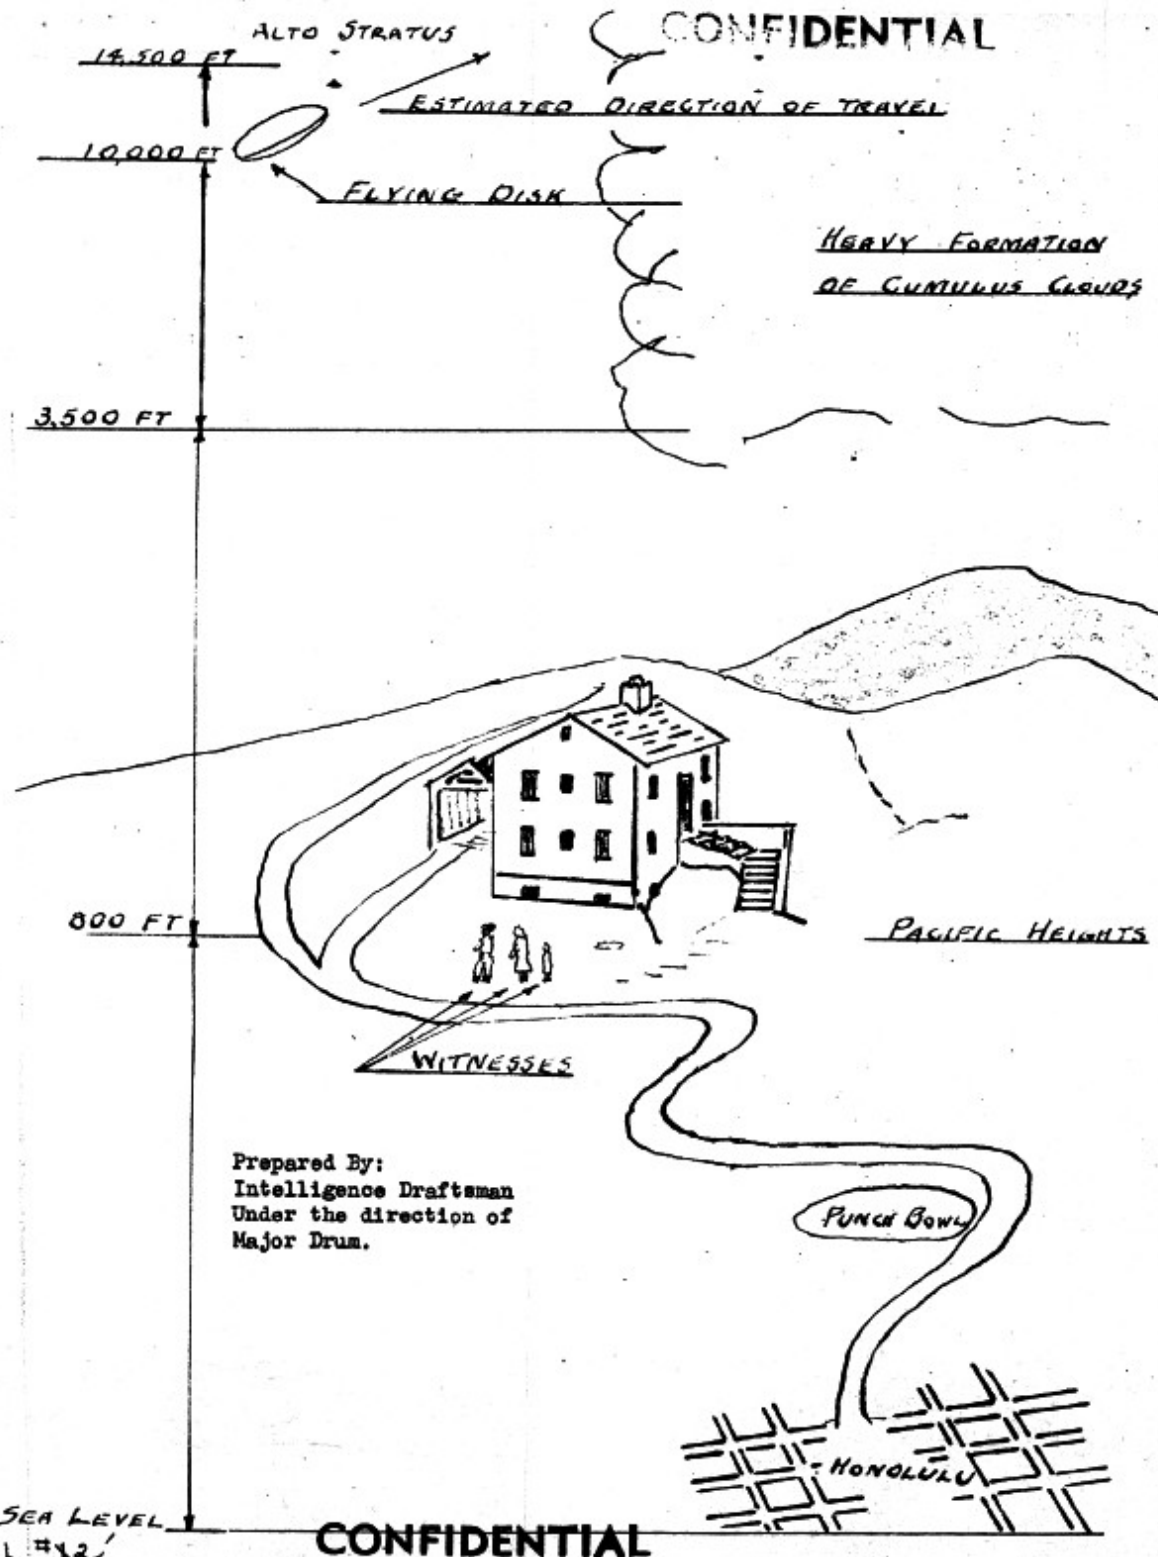 CONFIDENTIAL
ALTO STRATUS
14,500 FT
ESTIMATED DIRECTION OF TRAVEL
10,000 FT
FLYING DISK
HEAVY FORMATION
OF CUMULUS CLOUDS
3,500 FT
800 FT
PACIFIC HEIGHTS
WITNESSES
Prepared By:
Intelligence Draftsman
Under the direction of
Major Drum.
PUNCH BOWL
HONOLULU
SEA LEVEL
CONFIDENTIAL